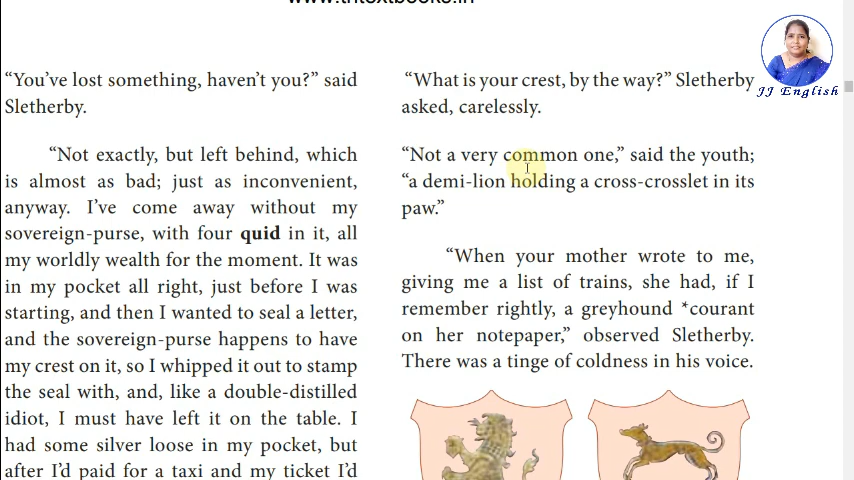 www.tntextbooks.in
“You’ve lost something, haven’t you?” said
Sletherby.
“Not exactly, but left behind, which
is almost as bad; just as inconvenient,
anyway. I’ve come away without my
sovereign-purse, with four quid in it, all
my worldly wealth for the moment. It was
in my pocket all right, just before I was
starting, and then I wanted to seal a letter,
and the sovereign-purse happens to have
my crest on it, so I whipped it out to stamp
the seal with, and, like a double-distilled
idiot, I must have left it on the table. I
had some silver loose in my pocket, but
after I’d paid for a taxi and my ticket I’d
“What is your crest, by the way?” Sletherby
asked, carelessly.
“Not a very common one,” said the youth;
“a demi-lion holding a cross-crosslet in its
paw.”
“When your mother wrote to me,
giving me a list of trains, she had, if I
remember rightly, a greyhound *courant
on her notepaper,” observed Sletherby.
There was a tinge of coldness in his voice.
JJ English